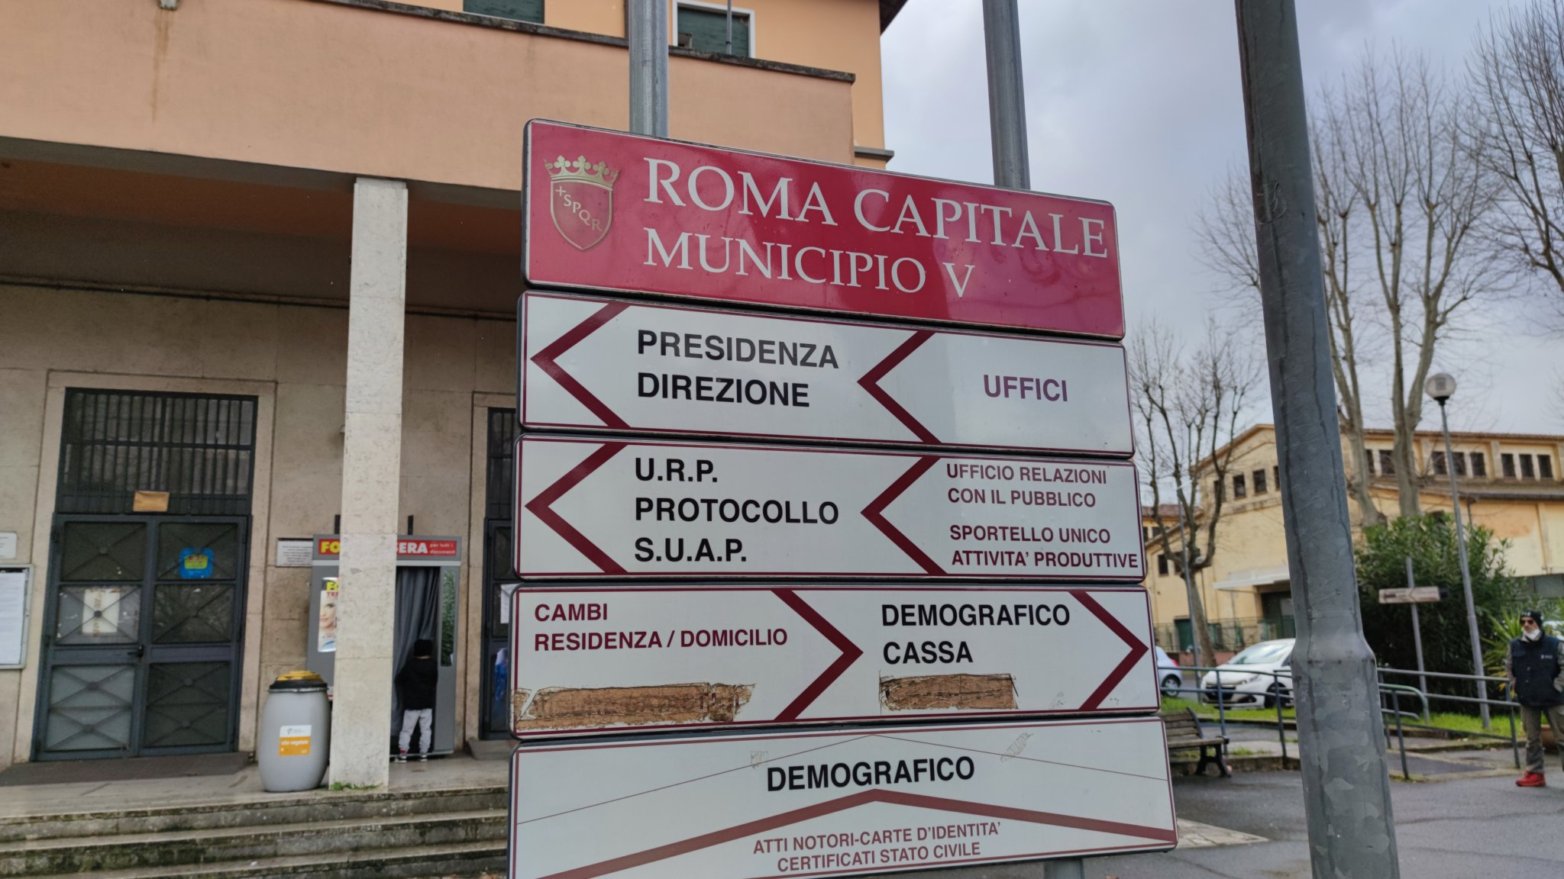 SPQR
ROMA CAPITALE
MUNICIPIO V
PRESIDENZA
DIREZIONE
UFFICI
U.R.P.
PROTOCOLLO
S.U.A.P.
UFFICIO RELAZIONI
CON IL PUBBLICO
SPORTELLO UNICO
ATTIVITA' PRODUTTIVE
CAMBI
RESIDENZA / DOMICILIO
DEMOGRAFICO
CASSA
DEMOGRAFICO
ATTI NOTORI-CARTE D'IDENTITA'
CERTIFICATI STATO CIVILE